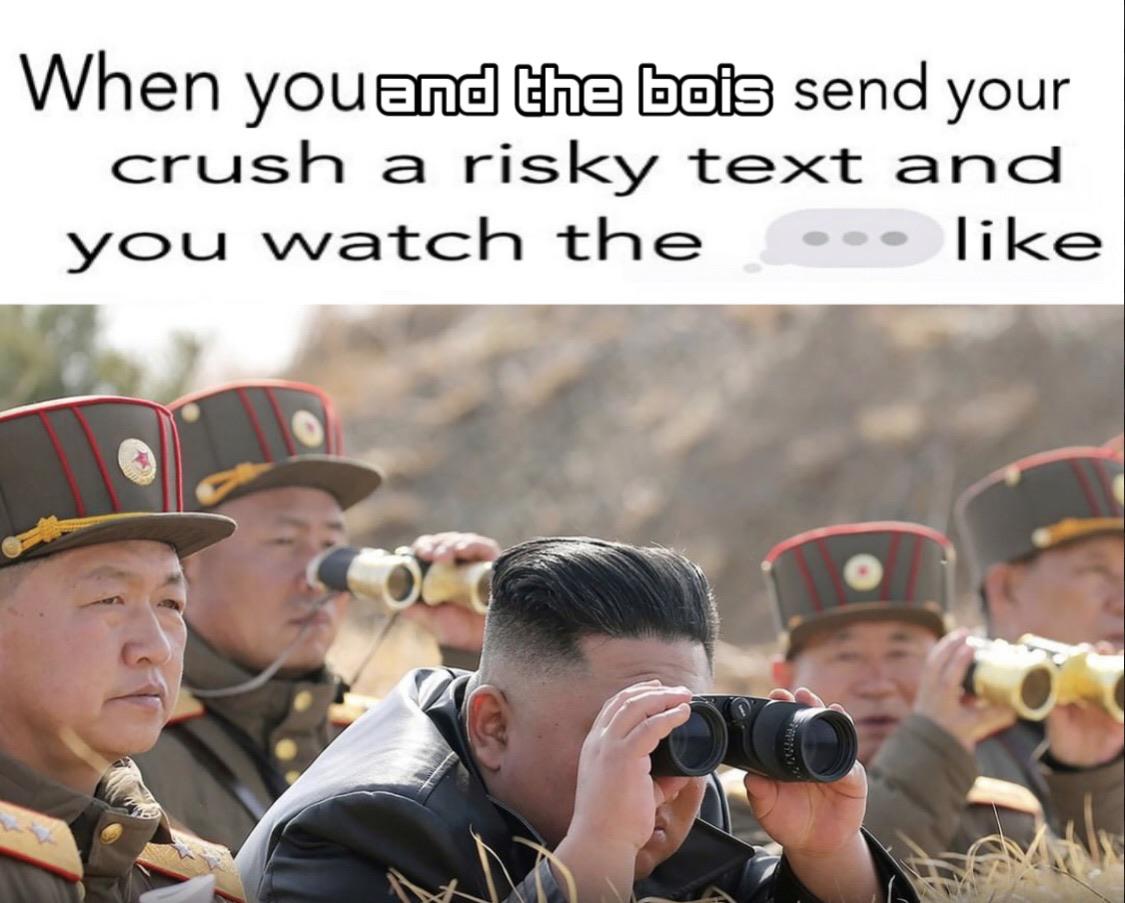 When you and the bois send your
crush a risky text and
you watch the ••• like